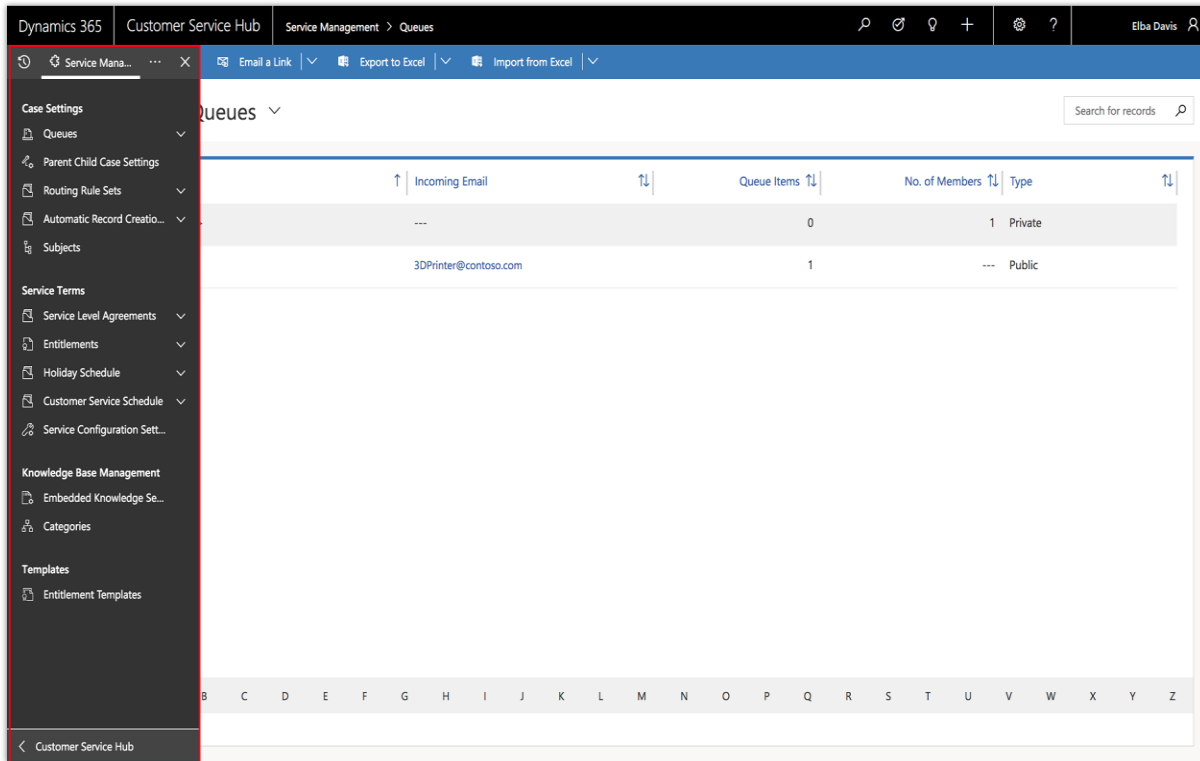 Dynamics 365 Customer Service Hub Service Management > Queues Elba Davis
Service Mana... ··· Email a Link Export to Excel Import from Excel
Case Settings
Queues
Parent Child Case Settings
Routing Rule Sets
Automatic Record Creatio...
Subjects
Service Terms
Service Level Agreements
Entitlements
Holiday Schedule
Customer Service Schedule
Service Configuration Sett...
Knowledge Base Management
Embedded Knowledge Se...
Categories
Templates
Entitlement Templates
Customer Service Hub
Queues
Search for records
Incoming Email Queue Items No. of Members Type
--- 0 1 Private
3DPrinter@contoso.com 1 --- Public
B C D E F G H I J K L M N O P Q R S T U V W X Y Z